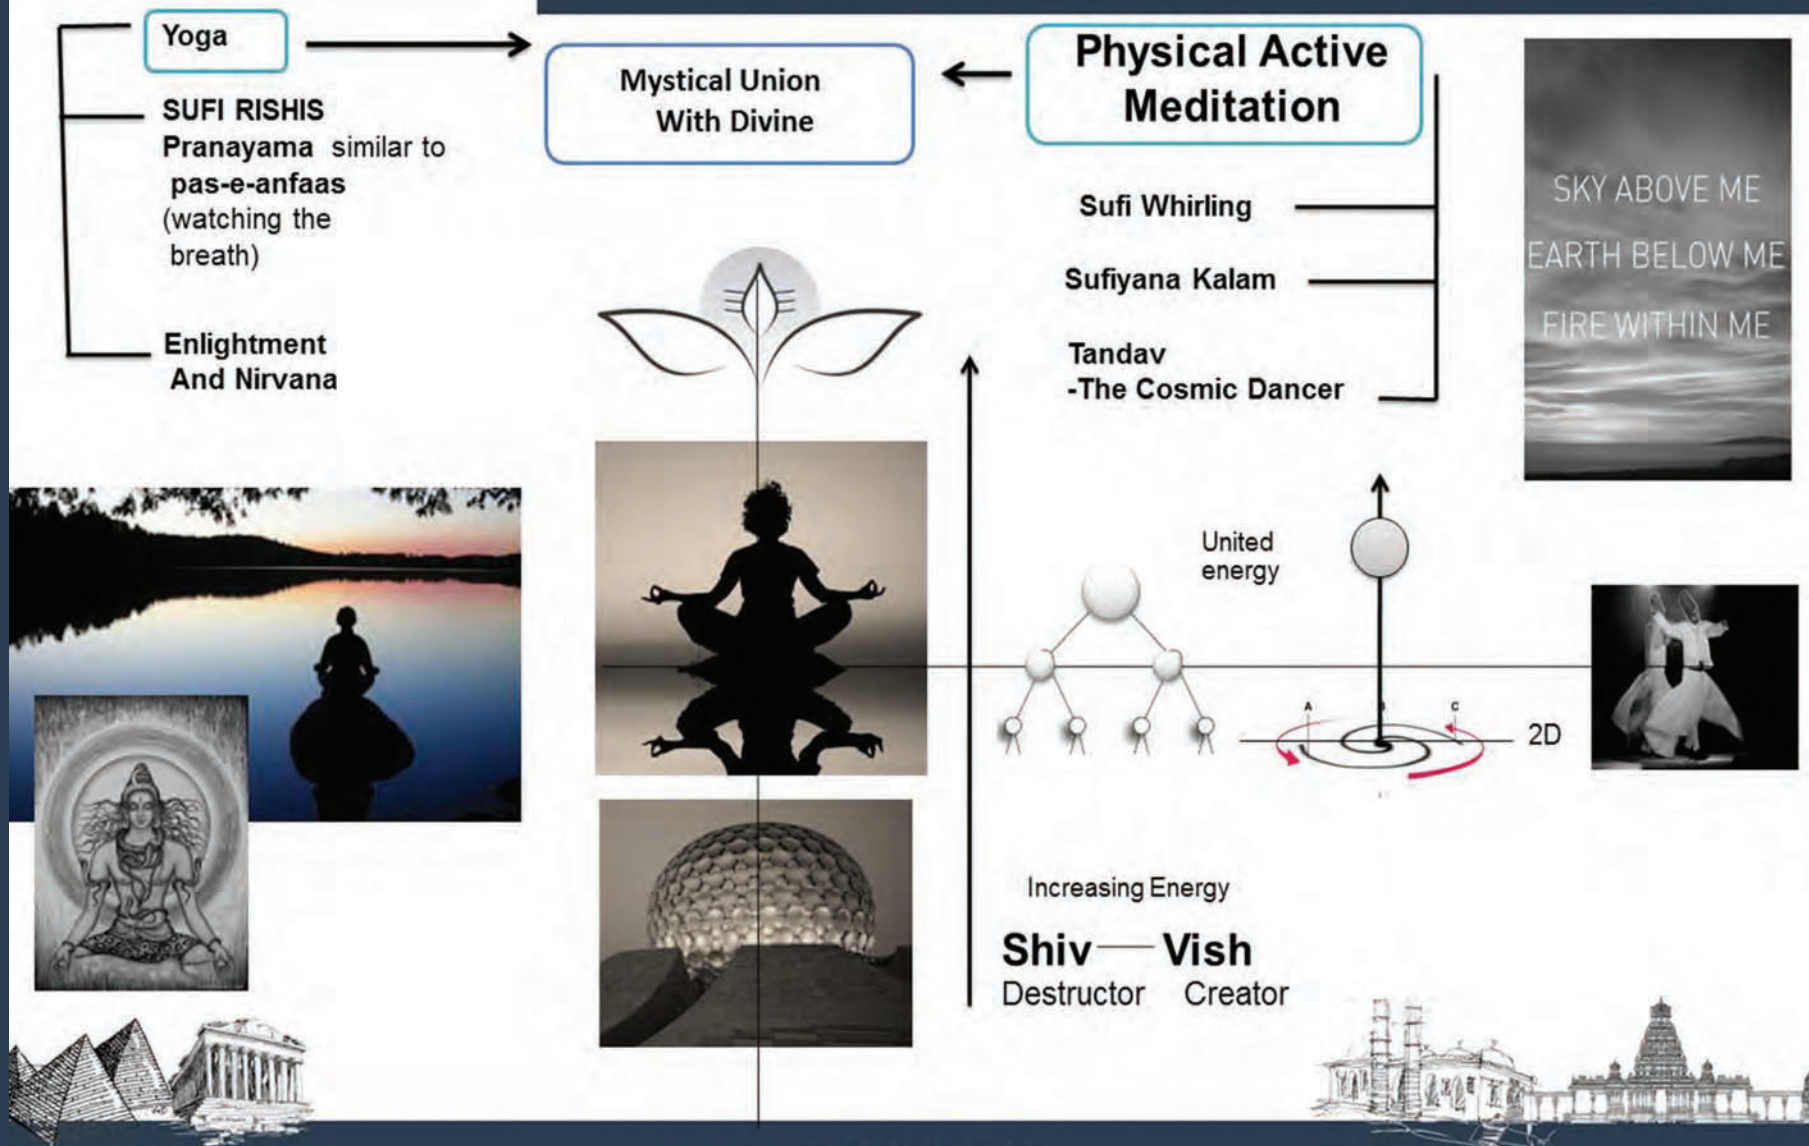 Yoga
SUFI RISHIS
Pranayama similar to
pas-e-anfaas
(watching the
breath)
Enlightment
And Nirvana
Mystical Union
With Divine
Physical Active
Meditation
Sufi Whirling
Sufiyana Kalam
Tandav
-The Cosmic Dancer
SKY ABOVE ME
EARTH BELOW ME
FIRE WITHIN ME
United
energy
A
B
C
2D
Increasing Energy
Shiv — Vish
Destructor Creator